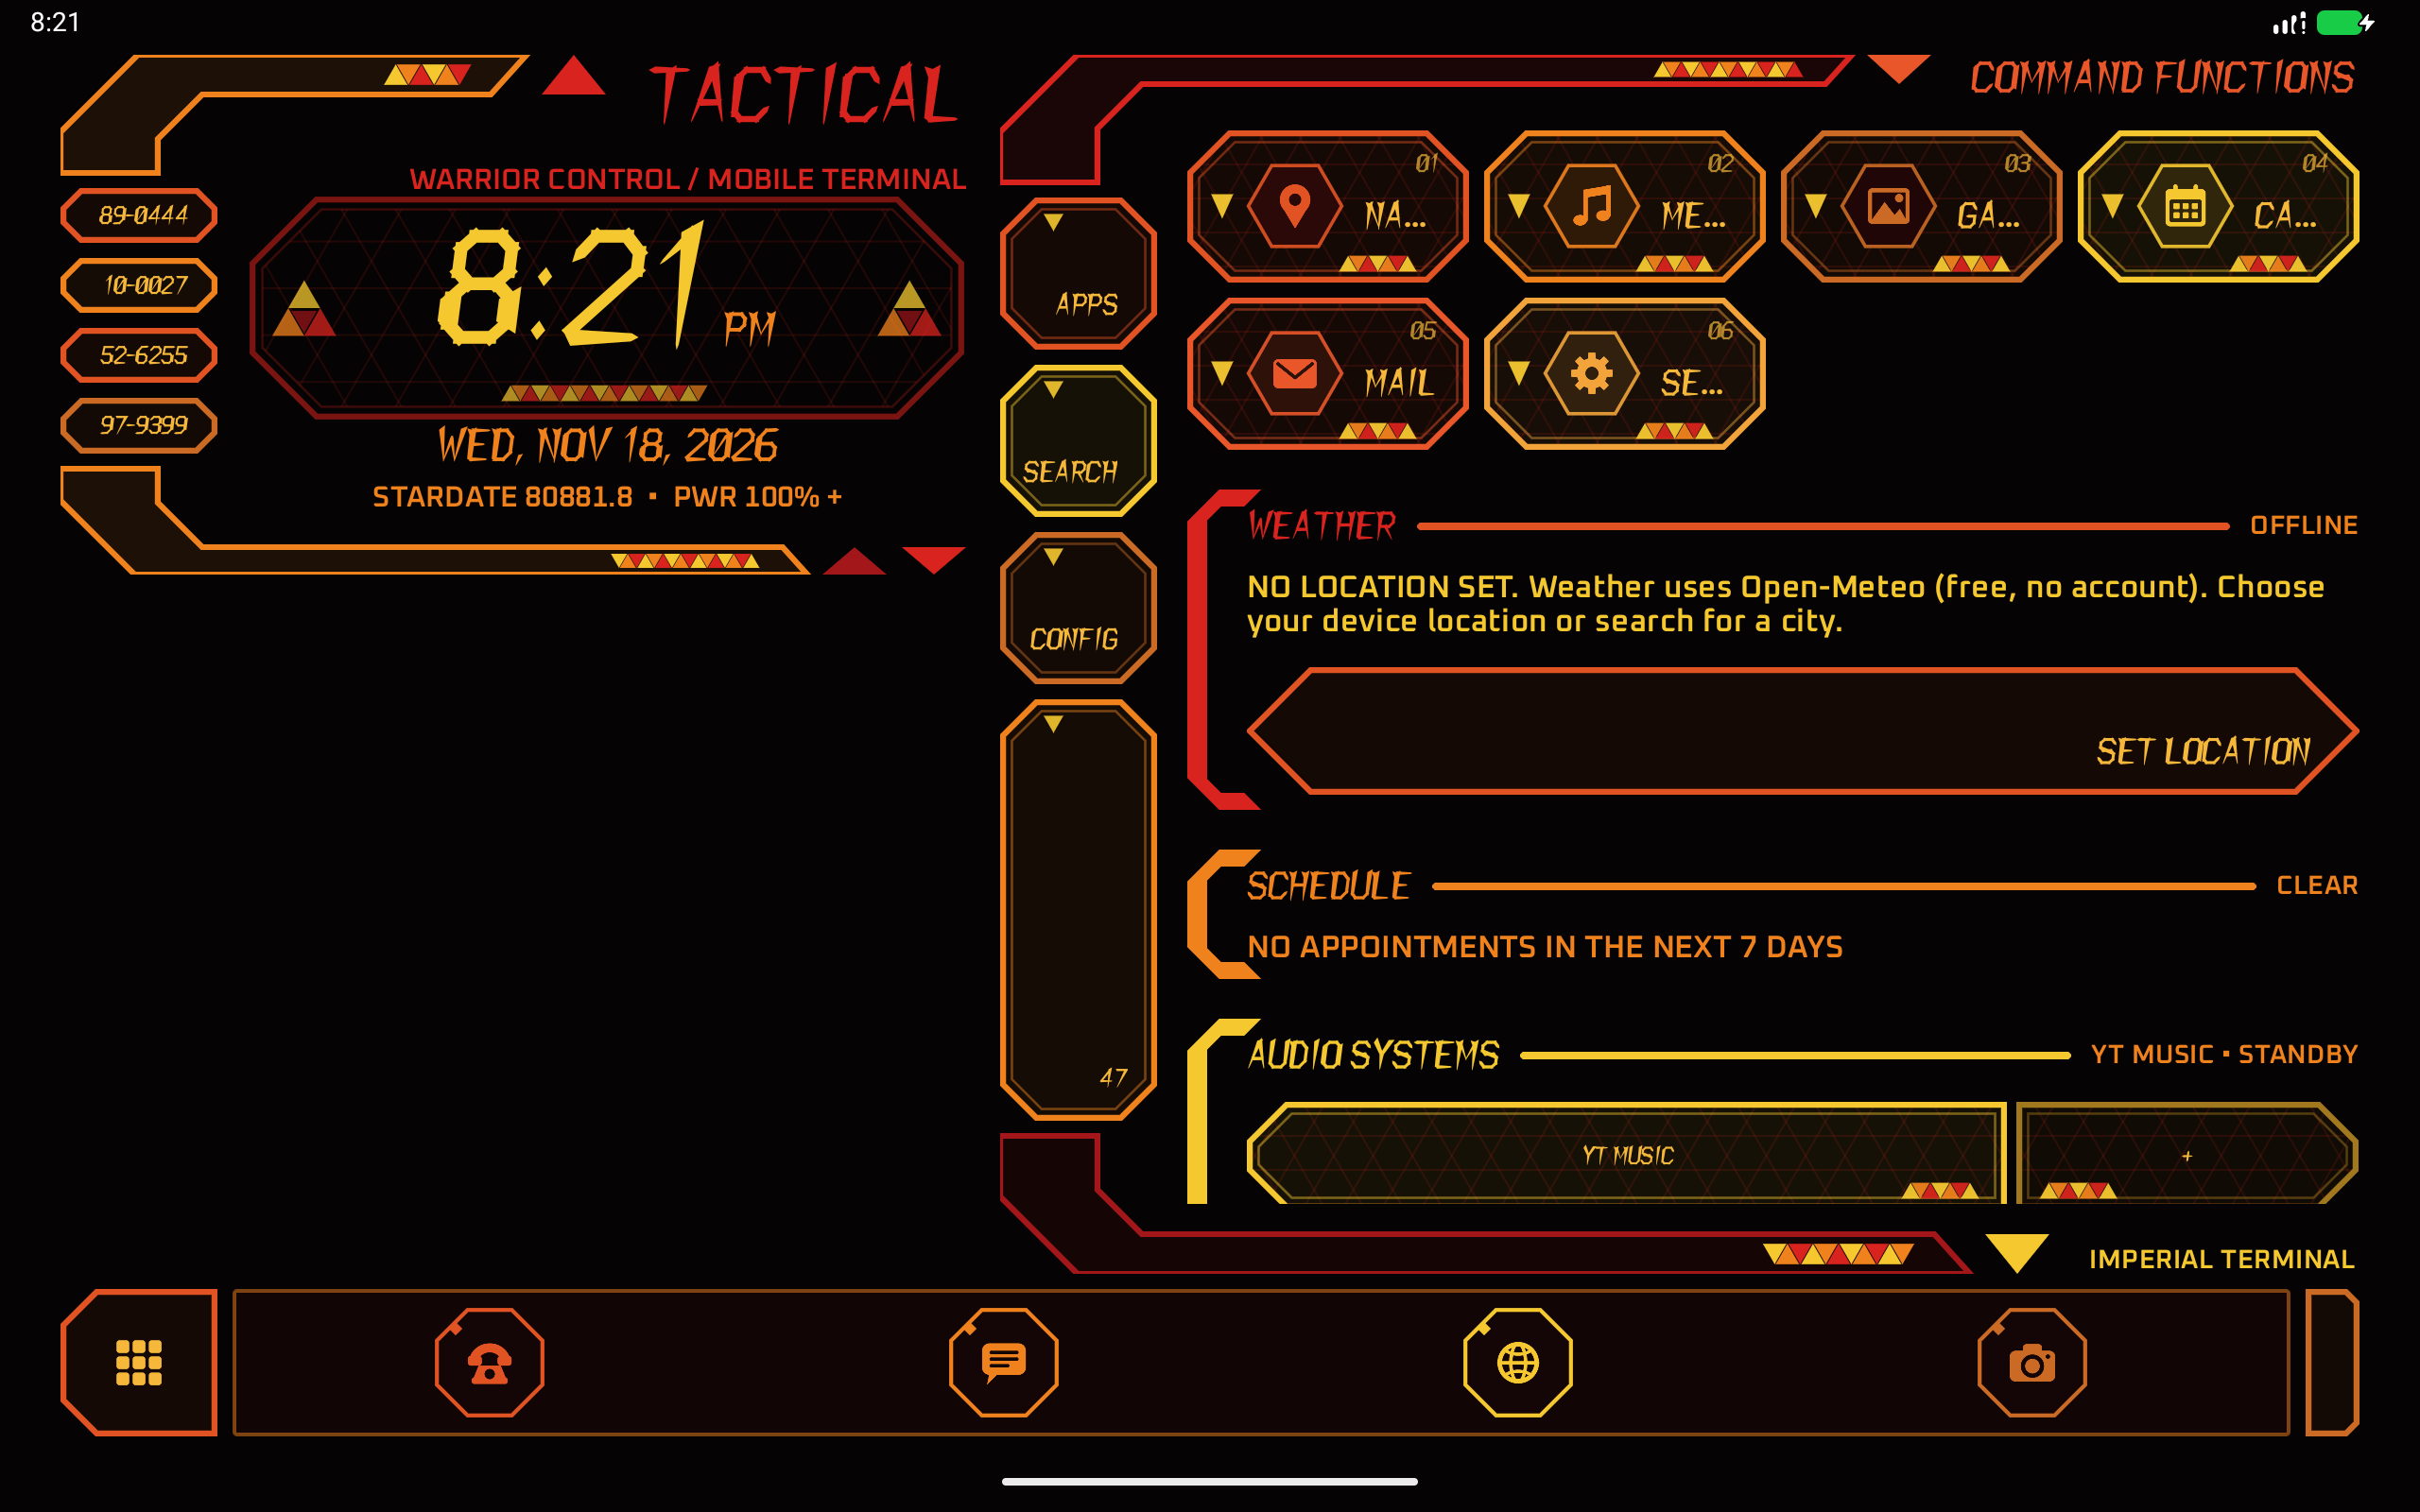 8:21
TACTICAL
WARRIOR CONTROL / MOBILE TERMINAL
89-0444
10-0027
52-6255
97-9399
8:21 PM
WED, NOV 18, 2026
STARDATE 80881.8 ▪ PWR 100% +
COMMAND FUNCTIONS
APPS
SEARCH
CONFIG
47
01
NA...
02
ME...
03
GA...
04
CA...
05
MAIL
06
SE...
WEATHER
OFFLINE
NO LOCATION SET. Weather uses Open-Meteo (free, no account). Choose
your device location or search for a city.
SET LOCATION
SCHEDULE
CLEAR
NO APPOINTMENTS IN THE NEXT 7 DAYS
AUDIO SYSTEMS
YT MUSIC ▪ STANDBY
YT MUSIC
+
IMPERIAL TERMINAL